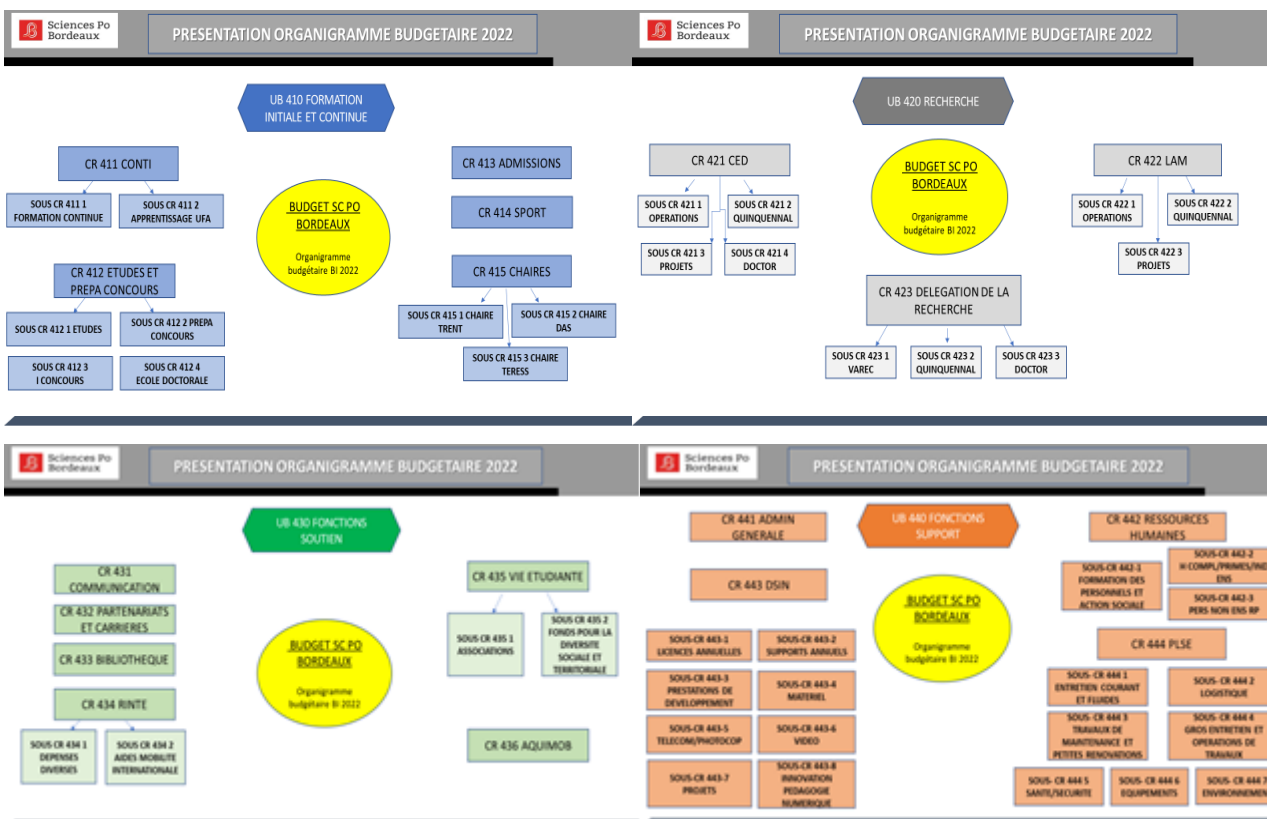 Sciences Po
Bordeaux
PRESENTATION ORGANIGRAMME BUDGETAIRE 2022
UB 410 FORMATION
INITIALE ET CONTINUE
CR 411 CONTI
SOUS CR 411 1
FORMATION CONTINUE
SOUS CR 411 2
APPRENTISSAGE UFA
CR 412 ETUDES ET
PREPA CONCOURS
SOUS CR 412 1 ETUDES
SOUS CR 412 2 PREPA
CONCOURS
SOUS CR 412 3
I CONCOURS
SOUS CR 412 4
ECOLE DOCTORALE
BUDGET SC PO
BORDEAUX
Organigramme
budgétaire BI 2022
CR 413 ADMISSIONS
CR 414 SPORT
CR 415 CHAIRES
SOUS CR 415 1 CHAIRE
TRENT
SOUS CR 415 2 CHAIRE
DAS
SOUS CR 415 3 CHAIRE
TERESS
Sciences Po
Bordeaux
PRESENTATION ORGANIGRAMME BUDGETAIRE 2022
UB 420 RECHERCHE
CR 421 CED
SOUS CR 421 1
OPERATIONS
SOUS CR 421 2
QUINQUENNAL
SOUS CR 421 3
PROJETS
SOUS CR 421 4
DOCTOR
BUDGET SC PO
BORDEAUX
Organigramme
budgétaire BI 2022
CR 422 LAM
SOUS CR 422 1
OPERATIONS
SOUS CR 422 2
QUINQUENNAL
SOUS CR 422 3
PROJETS
CR 423 DELEGATION DE LA
RECHERCHE
SOUS CR 423 1
VAREC
SOUS CR 423 2
QUINQUENNAL
SOUS CR 423 3
DOCTOR
Sciences Po
Bordeaux
PRESENTATION ORGANIGRAMME BUDGETAIRE 2022
UB 430 FONCTIONS
SOUTIEN
CR 431
COMMUNICATION
CR 432 PARTENARIATS
ET CARRIERES
CR 433 BIBLIOTHEQUE
CR 434 RINTE
SOUS CR 434 1
DEPENSES
DIVERSES
SOUS CR 434 2
AIDES MOBILITE
INTERNATIONALE
BUDGET SC PO
BORDEAUX
Organigramme
budgétaire BI 2022
CR 435 VIE ETUDIANTE
SOUS CR 435 1
ASSOCIATIONS
SOUS CR 435 2
FONDS POUR LA
DIVERSITE
SOCIALE ET
TERRITORIALE
CR 436 AQUIMOB
Sciences Po
Bordeaux
PRESENTATION ORGANIGRAMME BUDGETAIRE 2022
CR 441 ADMIN
GENERALE
UB 440 FONCTIONS
SUPPORT
CR 442 RESSOURCES
HUMAINES
SOUS-CR 442-1
FORMATION DES
PERSONNELS ET
ACTION SOCIALE
SOUS-CR 442-2
H COMPL/PRIMES/IND
ENS
SOUS-CR 442-3
PERS NON ENS RP
CR 443 DSIN
SOUS-CR 443-1
LICENCES ANNUELLES
SOUS-CR 443-2
SUPPORTS ANNUELS
SOUS-CR 443-3
PRESTATIONS DE
DEVELOPPEMENT
SOUS-CR 443-4
MATERIEL
SOUS-CR 443-5
TELECOM/PHOTOCOP
SOUS-CR 443-6
VIDEO
SOUS-CR 443-7
PROJETS
SOUS-CR 443-8
INNOVATION
PEDAGOGIE
NUMERIQUE
BUDGET SC PO
BORDEAUX
Organigramme
budgétaire BI 2022
CR 444 PLSE
SOUS- CR 444 1
ENTRETIEN COURANT
ET FLUIDES
SOUS- CR 444 2
LOGISTIQUE
SOUS- CR 444 3
TRAVAUX DE
MAINTENANCE ET
PETITES RENOVATIONS
SOUS- CR 444 4
GROS ENTRETIEN ET
OPERATIONS DE
TRAVAUX
SOUS- CR 444 5
SANTE/SECURITE
SOUS- CR 444 6
EQUIPEMENTS
SOUS- CR 444 7
ENVIRONNEMEN